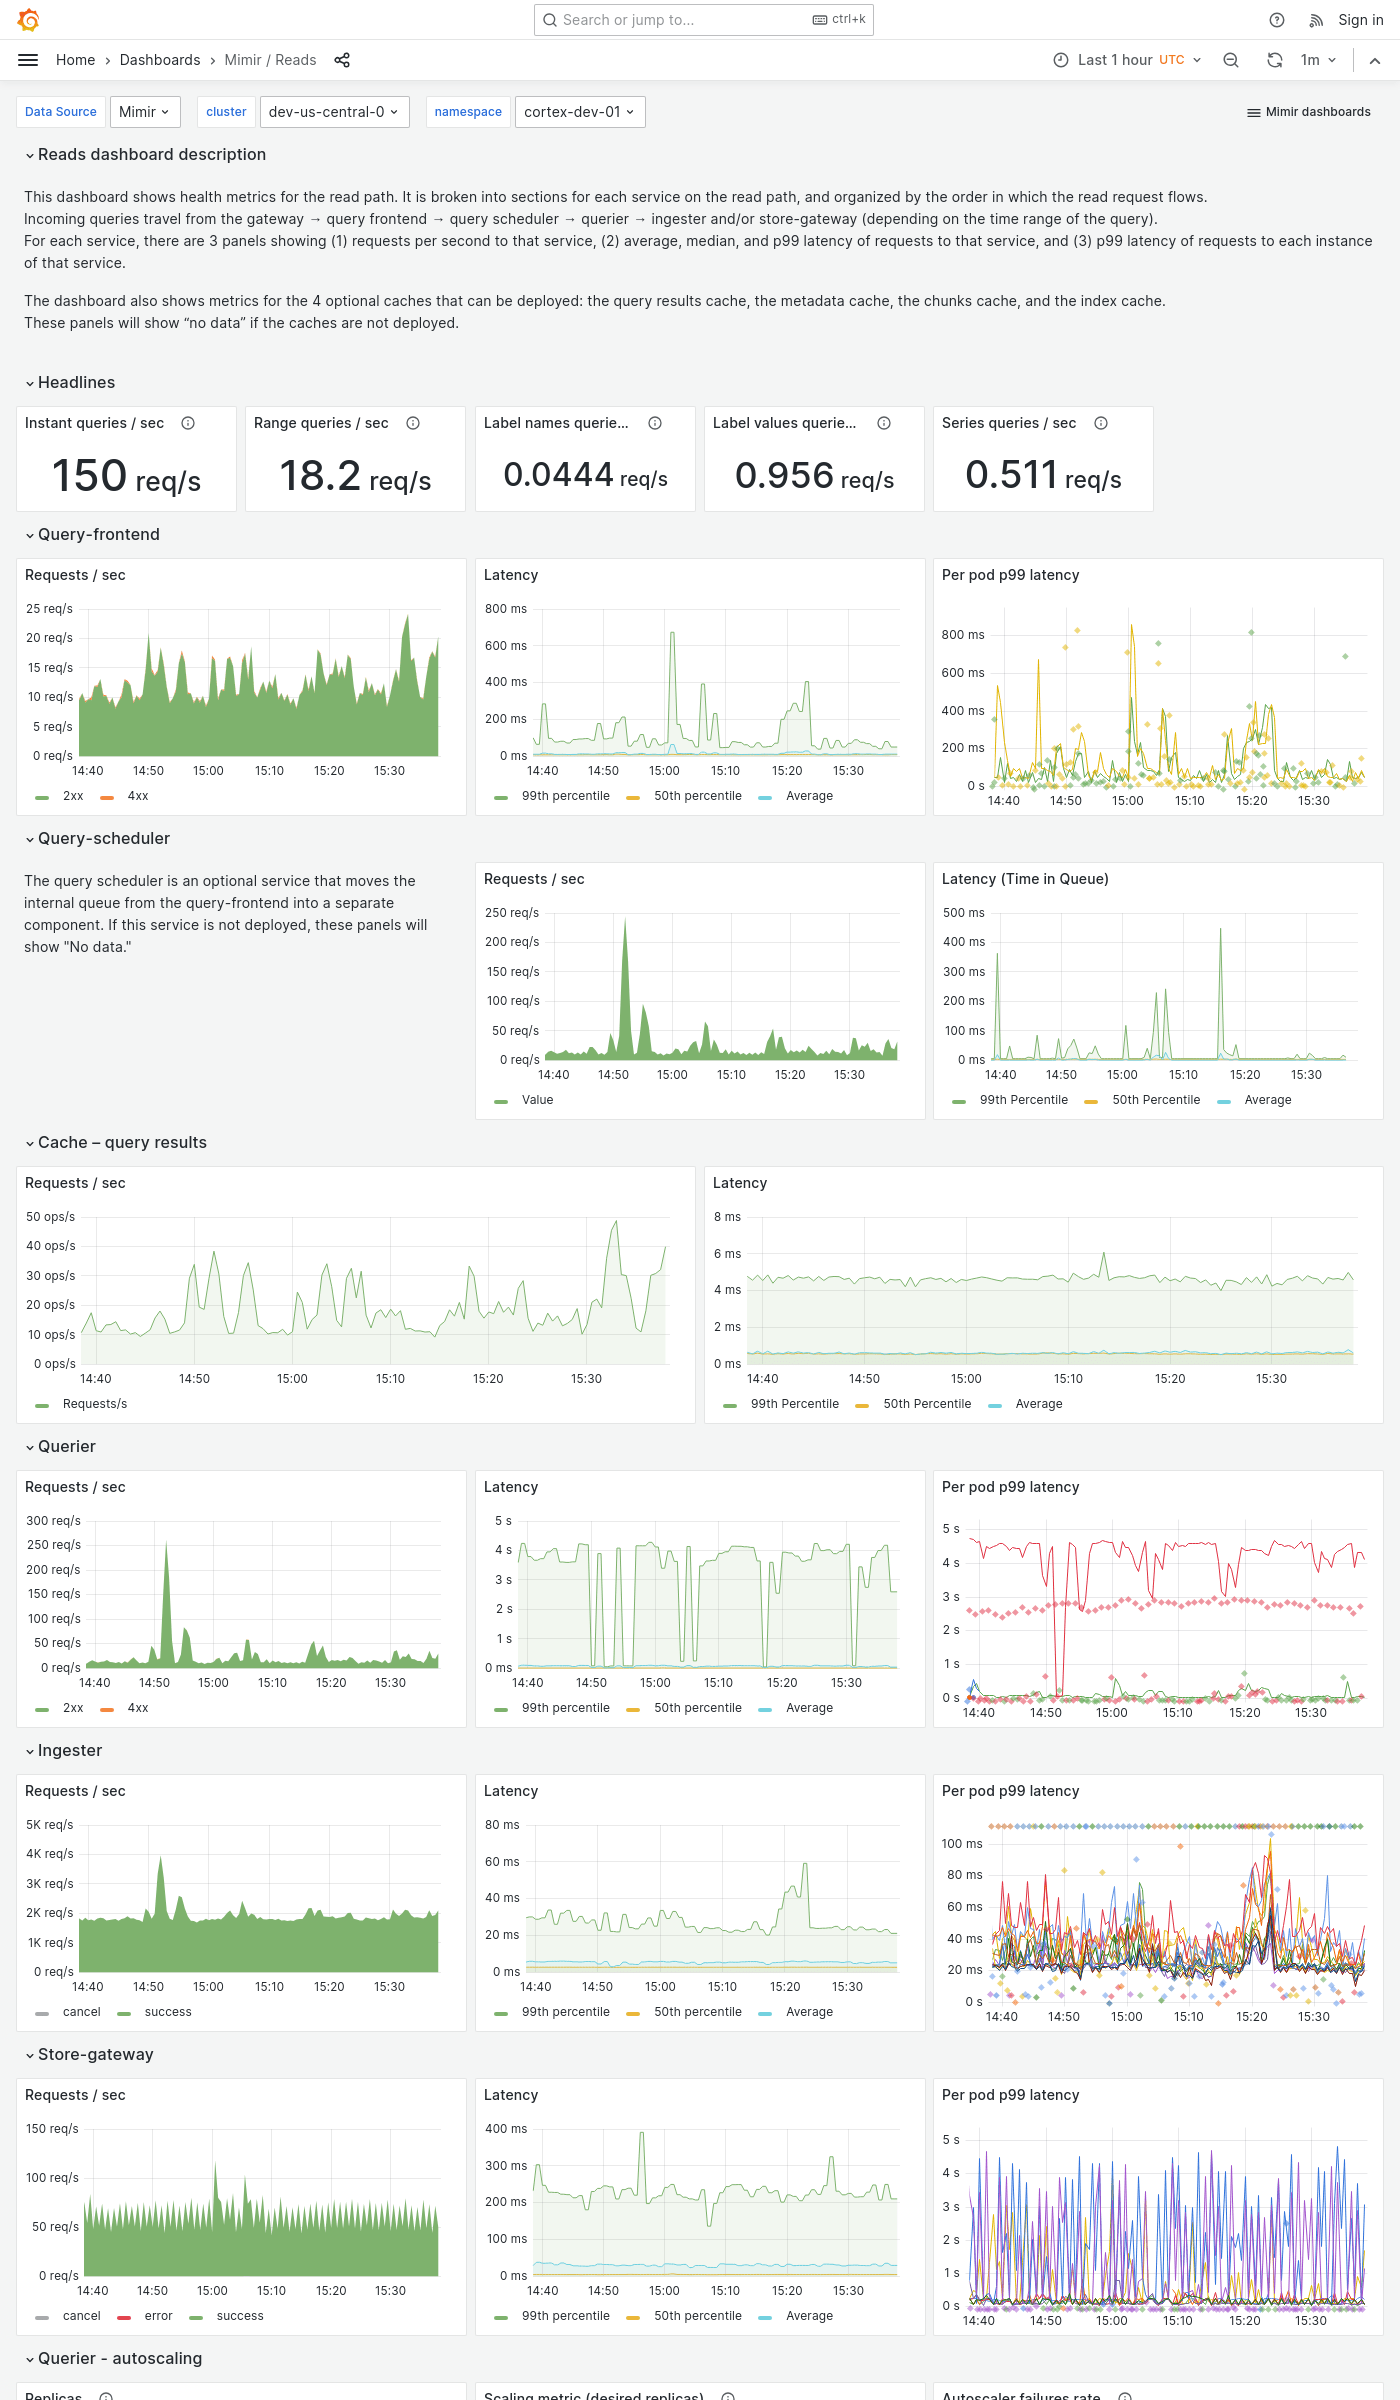 Search or jump to...
ctrl+k
Sign in
Home
Dashboards
Mimir / Reads
Last 1 hour UTC
1m
Data Source
Mimir
cluster
dev-us-central-0
namespace
cortex-dev-01
Mimir dashboards
Reads dashboard description
This dashboard shows health metrics for the read path. It is broken into sections for each service on the read path, and organized by the order in which the read request flows.
Incoming queries travel from the gateway → query frontend → query scheduler → querier → ingester and/or store-gateway (depending on the time range of the query).
For each service, there are 3 panels showing (1) requests per second to that service, (2) average, median, and p99 latency of requests to that service, and (3) p99 latency of requests to each instance
of that service.
The dashboard also shows metrics for the 4 optional caches that can be deployed: the query results cache, the metadata cache, the chunks cache, and the index cache.
These panels will show “no data” if the caches are not deployed.
Headlines
Instant queries / sec
150 req/s
Range queries / sec
18.2 req/s
Label names querie...
0.0444 req/s
Label values querie...
0.956 req/s
Series queries / sec
0.511 req/s
Query-frontend
Requests / sec
25 req/s
20 req/s
15 req/s
10 req/s
5 req/s
0 req/s
14:40 14:50 15:00 15:10 15:20 15:30
2xx 4xx
Latency
800 ms
600 ms
400 ms
200 ms
0 ms
14:40 14:50 15:00 15:10 15:20 15:30
99th percentile 50th percentile Average
Per pod p99 latency
800 ms
600 ms
400 ms
200 ms
0 s
14:40 14:50 15:00 15:10 15:20 15:30
Query-scheduler
The query scheduler is an optional service that moves the
internal queue from the query-frontend into a separate
component. If this service is not deployed, these panels will
show "No data."
Requests / sec
250 req/s
200 req/s
150 req/s
100 req/s
50 req/s
0 req/s
14:40 14:50 15:00 15:10 15:20 15:30
Value
Latency (Time in Queue)
500 ms
400 ms
300 ms
200 ms
100 ms
0 ms
14:40 14:50 15:00 15:10 15:20 15:30
99th Percentile 50th Percentile Average
Cache – query results
Requests / sec
50 ops/s
40 ops/s
30 ops/s
20 ops/s
10 ops/s
0 ops/s
14:40 14:50 15:00 15:10 15:20 15:30
Requests/s
Latency
8 ms
6 ms
4 ms
2 ms
0 ms
14:40 14:50 15:00 15:10 15:20 15:30
99th Percentile 50th Percentile Average
Querier
Requests / sec
300 req/s
250 req/s
200 req/s
150 req/s
100 req/s
50 req/s
0 req/s
14:40 14:50 15:00 15:10 15:20 15:30
2xx 4xx
Latency
5 s
4 s
3 s
2 s
1 s
0 ms
14:40 14:50 15:00 15:10 15:20 15:30
99th percentile 50th percentile Average
Per pod p99 latency
5 s
4 s
3 s
2 s
1 s
0 s
14:40 14:50 15:00 15:10 15:20 15:30
Ingester
Requests / sec
5K req/s
4K req/s
3K req/s
2K req/s
1K req/s
0 req/s
14:40 14:50 15:00 15:10 15:20 15:30
cancel success
Latency
80 ms
60 ms
40 ms
20 ms
0 ms
14:40 14:50 15:00 15:10 15:20 15:30
99th percentile 50th percentile Average
Per pod p99 latency
100 ms
80 ms
60 ms
40 ms
20 ms
0 s
14:40 14:50 15:00 15:10 15:20 15:30
Store-gateway
Requests / sec
150 req/s
100 req/s
50 req/s
0 req/s
14:40 14:50 15:00 15:10 15:20 15:30
cancel error success
Latency
400 ms
300 ms
200 ms
100 ms
0 ms
14:40 14:50 15:00 15:10 15:20 15:30
99th percentile 50th percentile Average
Per pod p99 latency
5 s
4 s
3 s
2 s
1 s
0 s
14:40 14:50 15:00 15:10 15:20 15:30
Querier - autoscaling
Replicas
Scaling metric (desired replicas)
Autoscaler failures rate